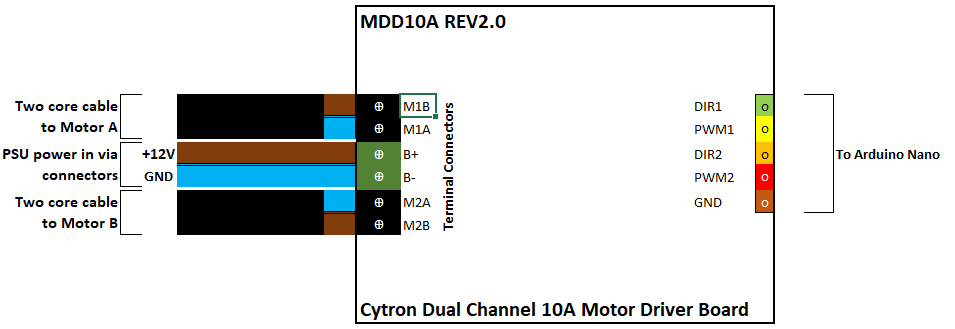 MDD10A REV2.0
Two core cable
to Motor A
PSU power in via
connectors
+12V
GND
Two core cable
to Motor B
M1B
M1A
B+
B-
M2A
M2B
Terminal Connectors
DIR1
PWM1
DIR2
PWM2
GND
o
o
o
o
o
To Arduino Nano
Cytron Dual Channel 10A Motor Driver Board